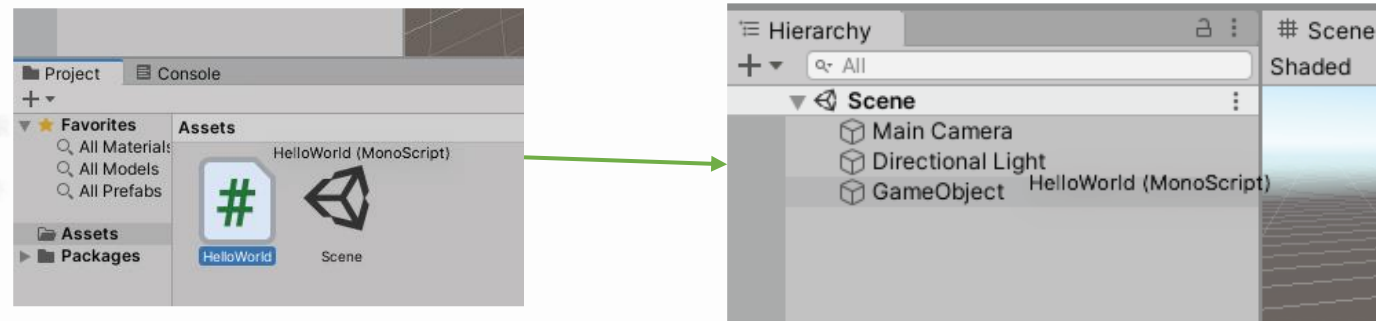 Project
Console
Favorites
All Materials
All Models
All Prefabs
Assets
Packages
Assets
HelloWorld (MonoScript)
#
HelloWorld
Scene
Hierarchy
All
Scene
Main Camera
Directional Light
GameObject
HelloWorld (MonoScript)
# Scene
Shaded